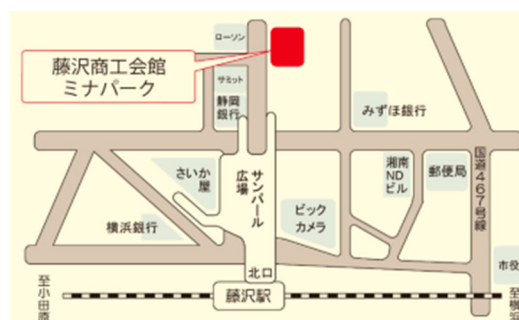 ローソン
藤沢商工会館
ミナパーク
サミット
静岡
銀行
みずほ銀行
さいか
屋
サンパール
広場
湘南
ND
ビル
郵便局
国道467号線
横浜銀行
ビック
カメラ
北口
市役
至小田原
藤沢駅
至横浜